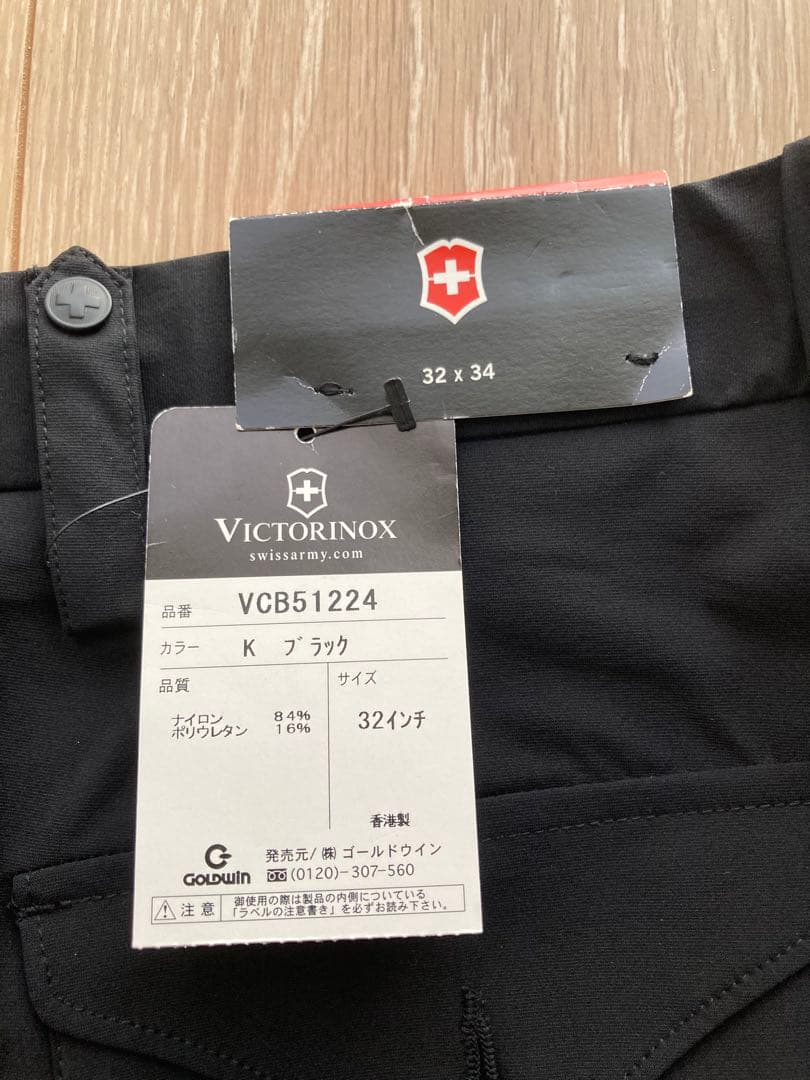 32 x 34
VICTORINOX
swissarmy.com
品番 VCB51224
カラー K ブラック
品質
サイズ
ナイロン 84%
ポリウレタン 16%
32インチ
香港製
GOLDWIN
発売元/ (株) ゴールドウイン
(0120)-307-560
注意
御使用の際は製品の内側についている
「ラベルの注意書き」を必ずお読み下さい。